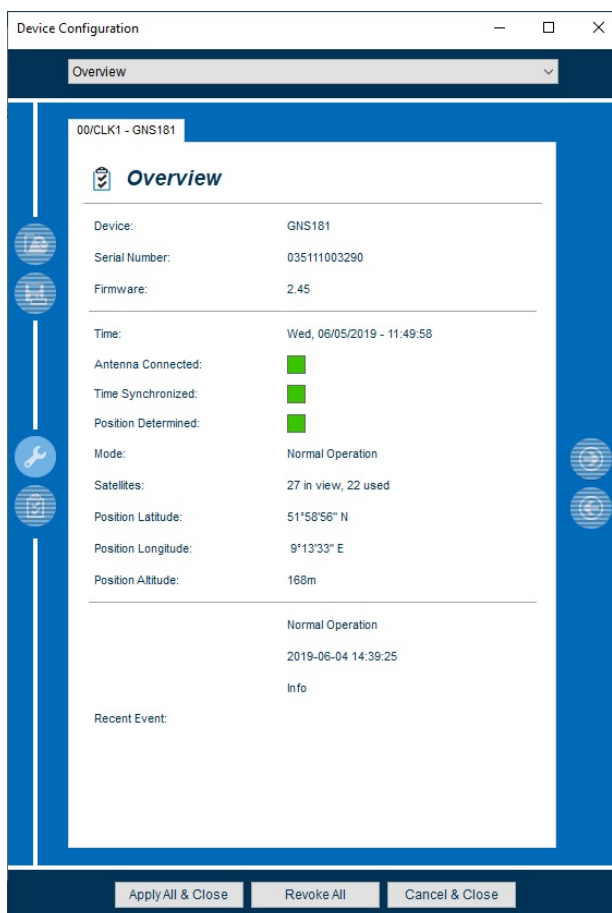 Device Configuration
Overview
00/CLK1 - GNS181
Overview
Device: GNS181
Serial Number: 035111003290
Firmware: 2.45
Time: Wed, 06/05/2019 - 11:49:58
Antenna Connected:
Time Synchronized:
Position Determined:
Mode: Normal Operation
Satellites: 27 in view, 22 used
Position Latitude: 51°58'56" N
Position Longitude: 9°13'33" E
Position Altitude: 168m
Normal Operation
2019-06-04 14:39:25
Info
Recent Event:
Apply All & Close Revoke All Cancel & Close